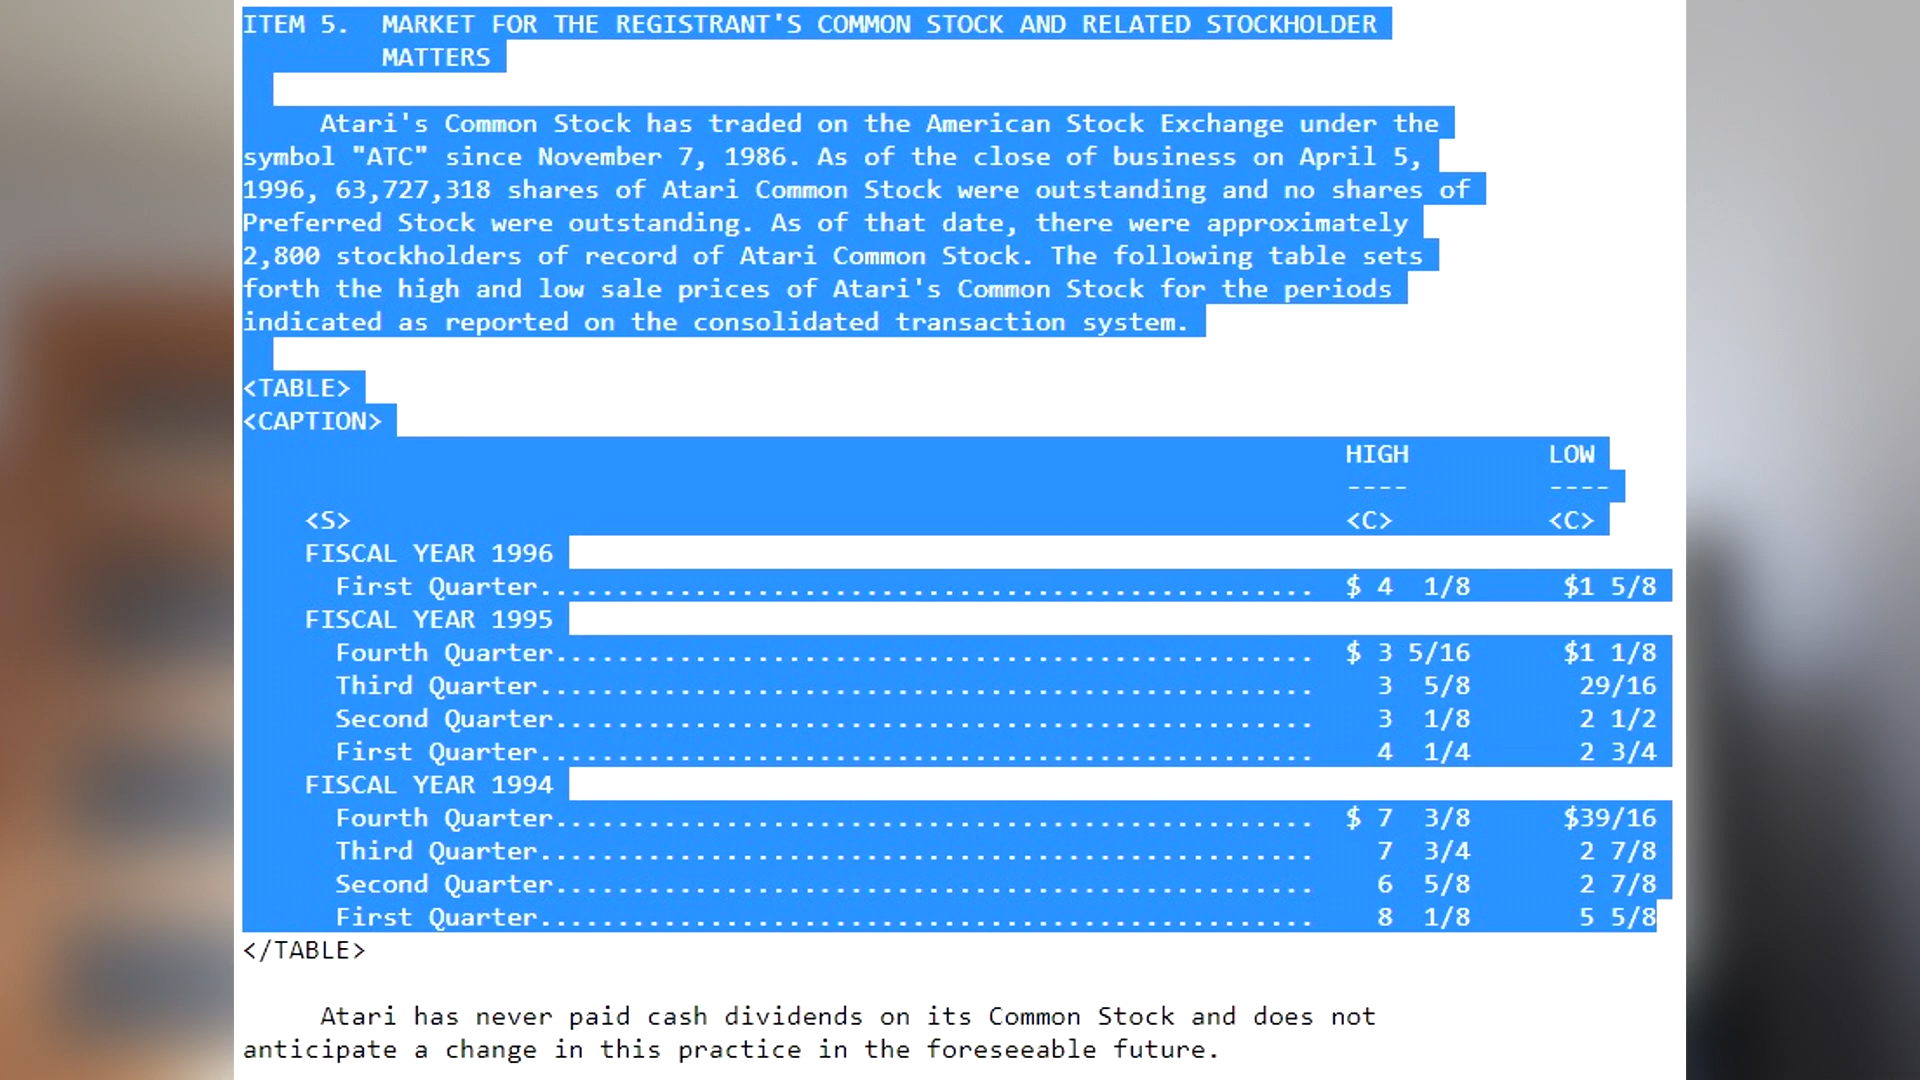 ITEM 5.  MARKET FOR THE REGISTRANT'S COMMON STOCK AND RELATED STOCKHOLDER
MATTERS
Atari's Common Stock has traded on the American Stock Exchange under the
symbol "ATC" since November 7, 1986. As of the close of business on April 5,
1996, 63,727,318 shares of Atari Common Stock were outstanding and no shares of
Preferred Stock were outstanding. As of that date, there were approximately
2,800 stockholders of record of Atari Common Stock. The following table sets
forth the high and low sale prices of Atari's Common Stock for the periods
indicated as reported on the consolidated transaction system.
<TABLE>
<CAPTION>
HIGH LOW
---- ----
<S> <C> <C>
FISCAL YEAR 1996
First Quarter.................................................. $ 4 1/8 $1 5/8
FISCAL YEAR 1995
Fourth Quarter................................................. $ 3 5/16 $1 1/8
Third Quarter.................................................. 3 5/8 29/16
Second Quarter................................................. 3 1/8 2 1/2
First Quarter.................................................. 4 1/4 2 3/4
FISCAL YEAR 1994
Fourth Quarter................................................. $ 7 3/8 $39/16
Third Quarter.................................................. 7 3/4 2 7/8
Second Quarter................................................. 6 5/8 2 7/8
First Quarter.................................................. 8 1/8 5 5/8
</TABLE>
Atari has never paid cash dividends on its Common Stock and does not
anticipate a change in this practice in the foreseeable future.